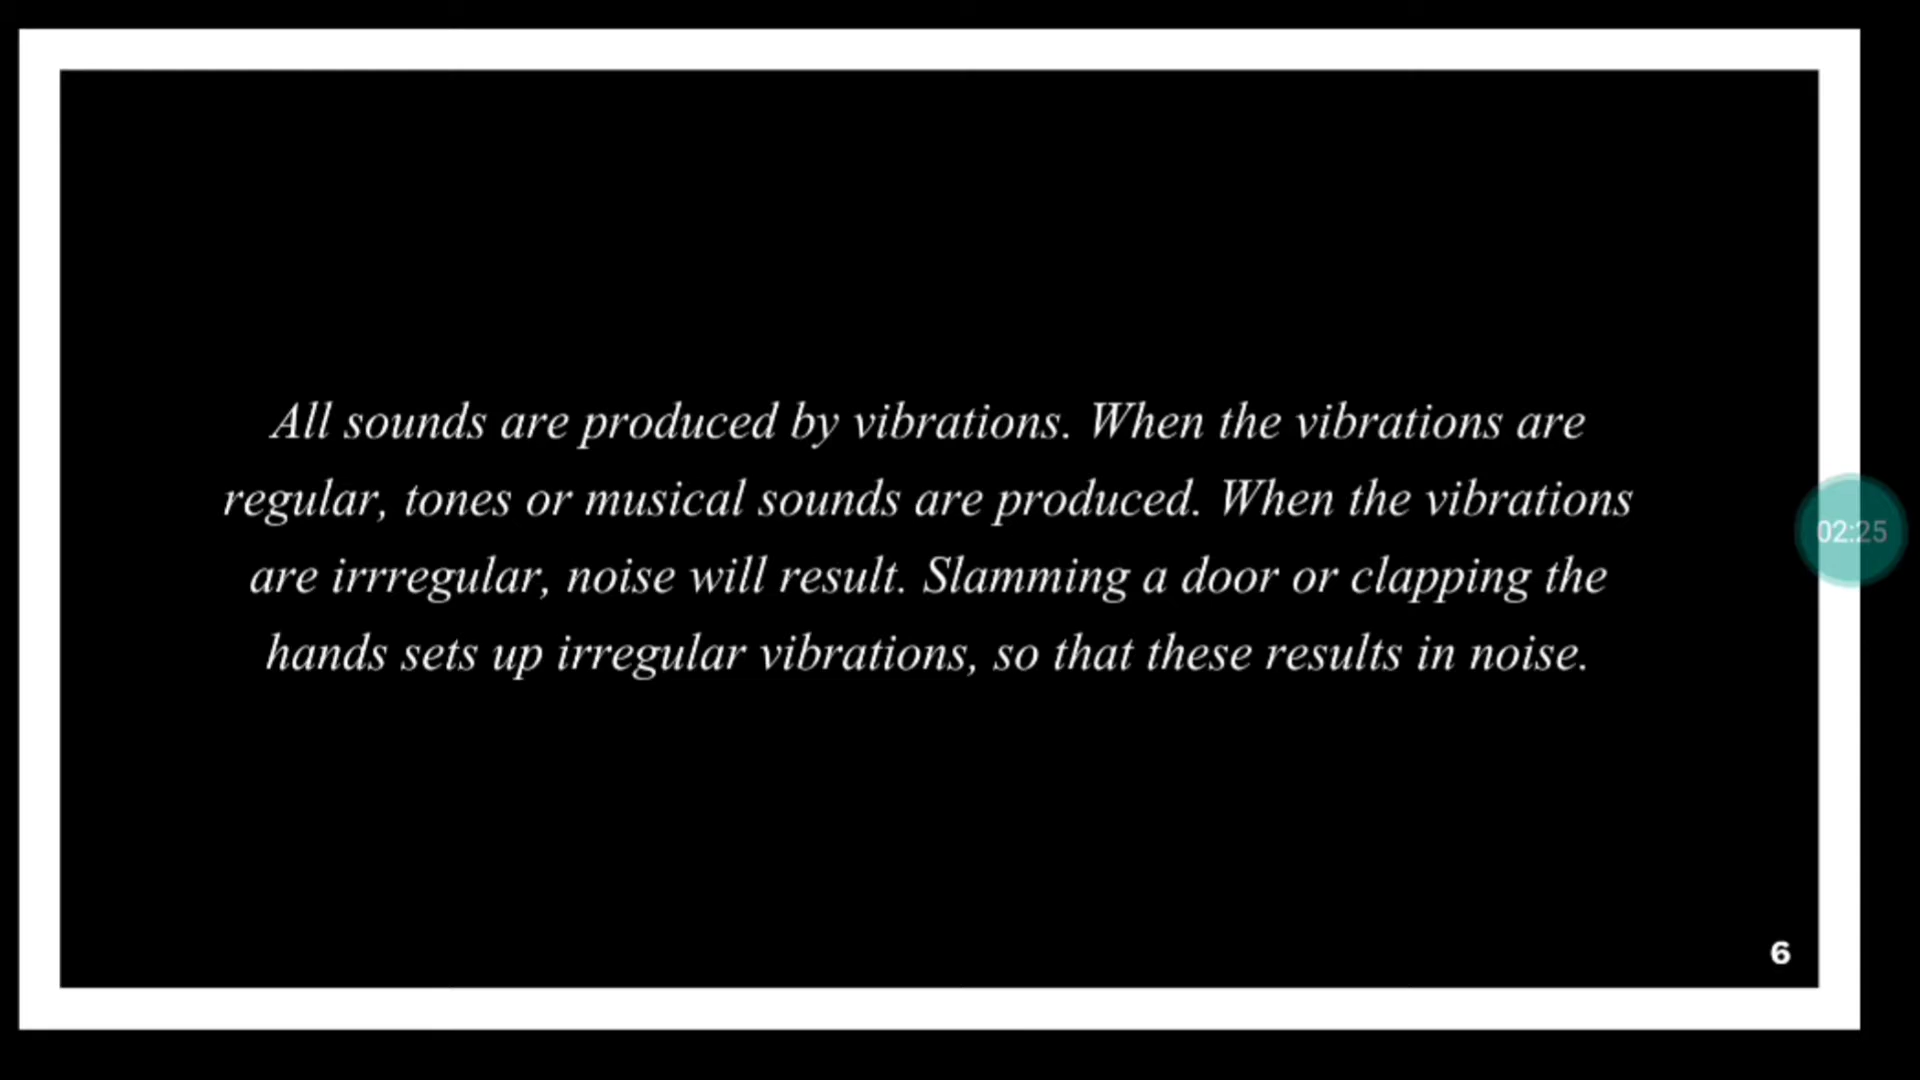 All sounds are produced by vibrations. When the vibrations are
regular, tones or musical sounds are produced. When the vibrations
are irrregular, noise will result. Slamming a door or clapping the
hands sets up irregular vibrations, so that these results in noise.
02:25
6